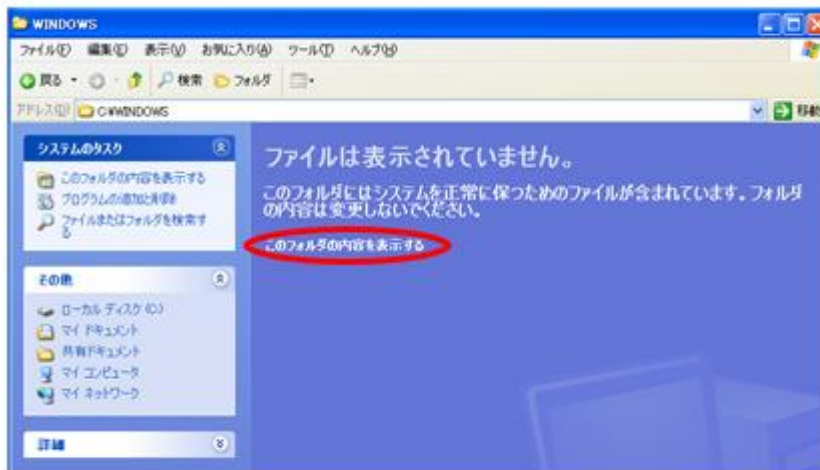 WINDOWS
ファイル(F) 編集(E) 表示(V) お気に入り(A) ツール(T) ヘルプ(H)
戻る 検索 フォルダ
アドレス(D) C:¥WINDOWS 移動
システムのタスク
このフォルダの内容を表示する
プログラムの追加と削除
ファイルまたはフォルダを検索す
る
その他
ローカル ディスク (C:)
マイ ドキュメント
共有ドキュメント
マイ コンピュータ
マイ ネットワーク
詳細
ファイルは表示されていません。
このフォルダにはシステムを正常に保つためのファイルが含まれています。フォルダ
の内容は変更しないでください。
このフォルダの内容を表示する